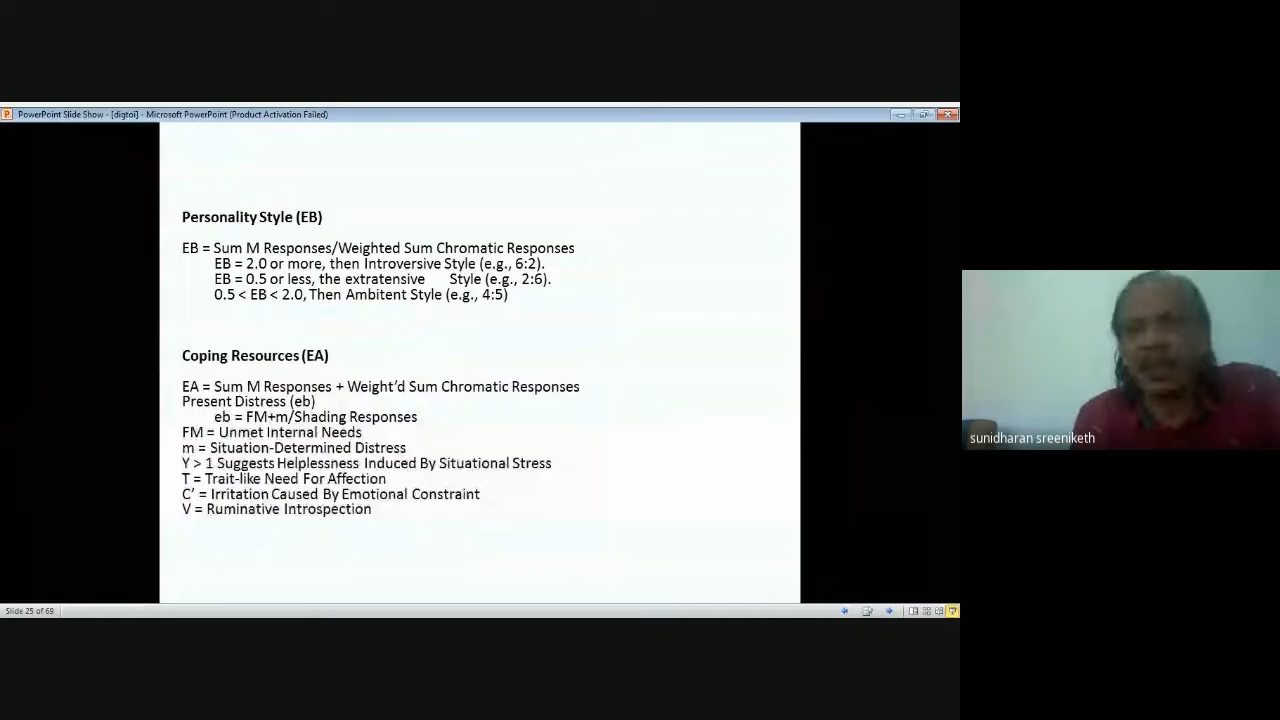 PowerPoint Slide Show - [digtoi] - Microsoft PowerPoint (Product Activation Failed)
Personality Style (EB)
EB = Sum M Responses/Weighted Sum Chromatic Responses
EB = 2.0 or more, then Introversive Style (e.g., 6:2).
EB = 0.5 or less, the extratensive Style (e.g., 2:6).
0.5 < EB < 2.0, Then Ambitent Style (e.g., 4:5)
Coping Resources (EA)
EA = Sum M Responses + Weight’d Sum Chromatic Responses
Present Distress (eb)
eb = FM+m/Shading Responses
FM = Unmet Internal Needs
m = Situation-Determined Distress
Y > 1 Suggests Helplessness Induced By Situational Stress
T = Trait-like Need For Affection
C’ = Irritation Caused By Emotional Constraint
V = Ruminative Introspection
sunidharan sreeniketh
Slide 25 of 69